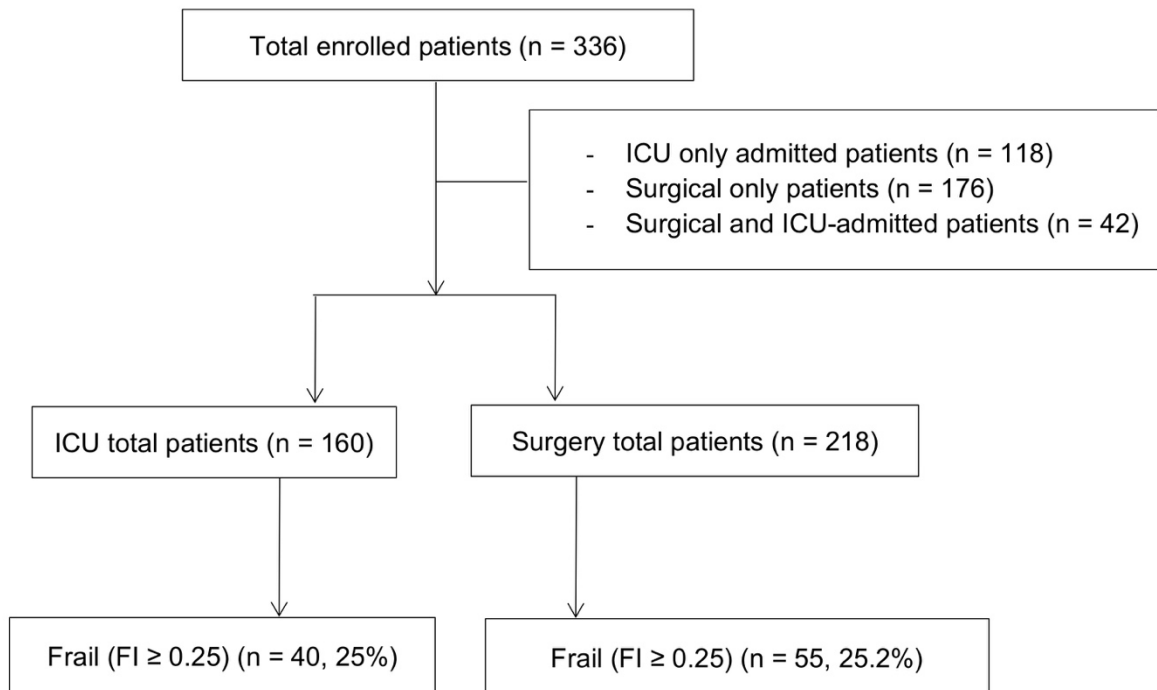 Total enrolled patients (n = 336)
- ICU only admitted patients (n = 118)
- Surgical only patients (n = 176)
- Surgical and ICU-admitted patients (n = 42)
ICU total patients (n = 160)
Surgery total patients (n = 218)
Frail (FI ≥ 0.25) (n = 40, 25%)
Frail (FI ≥ 0.25) (n = 55, 25.2%)